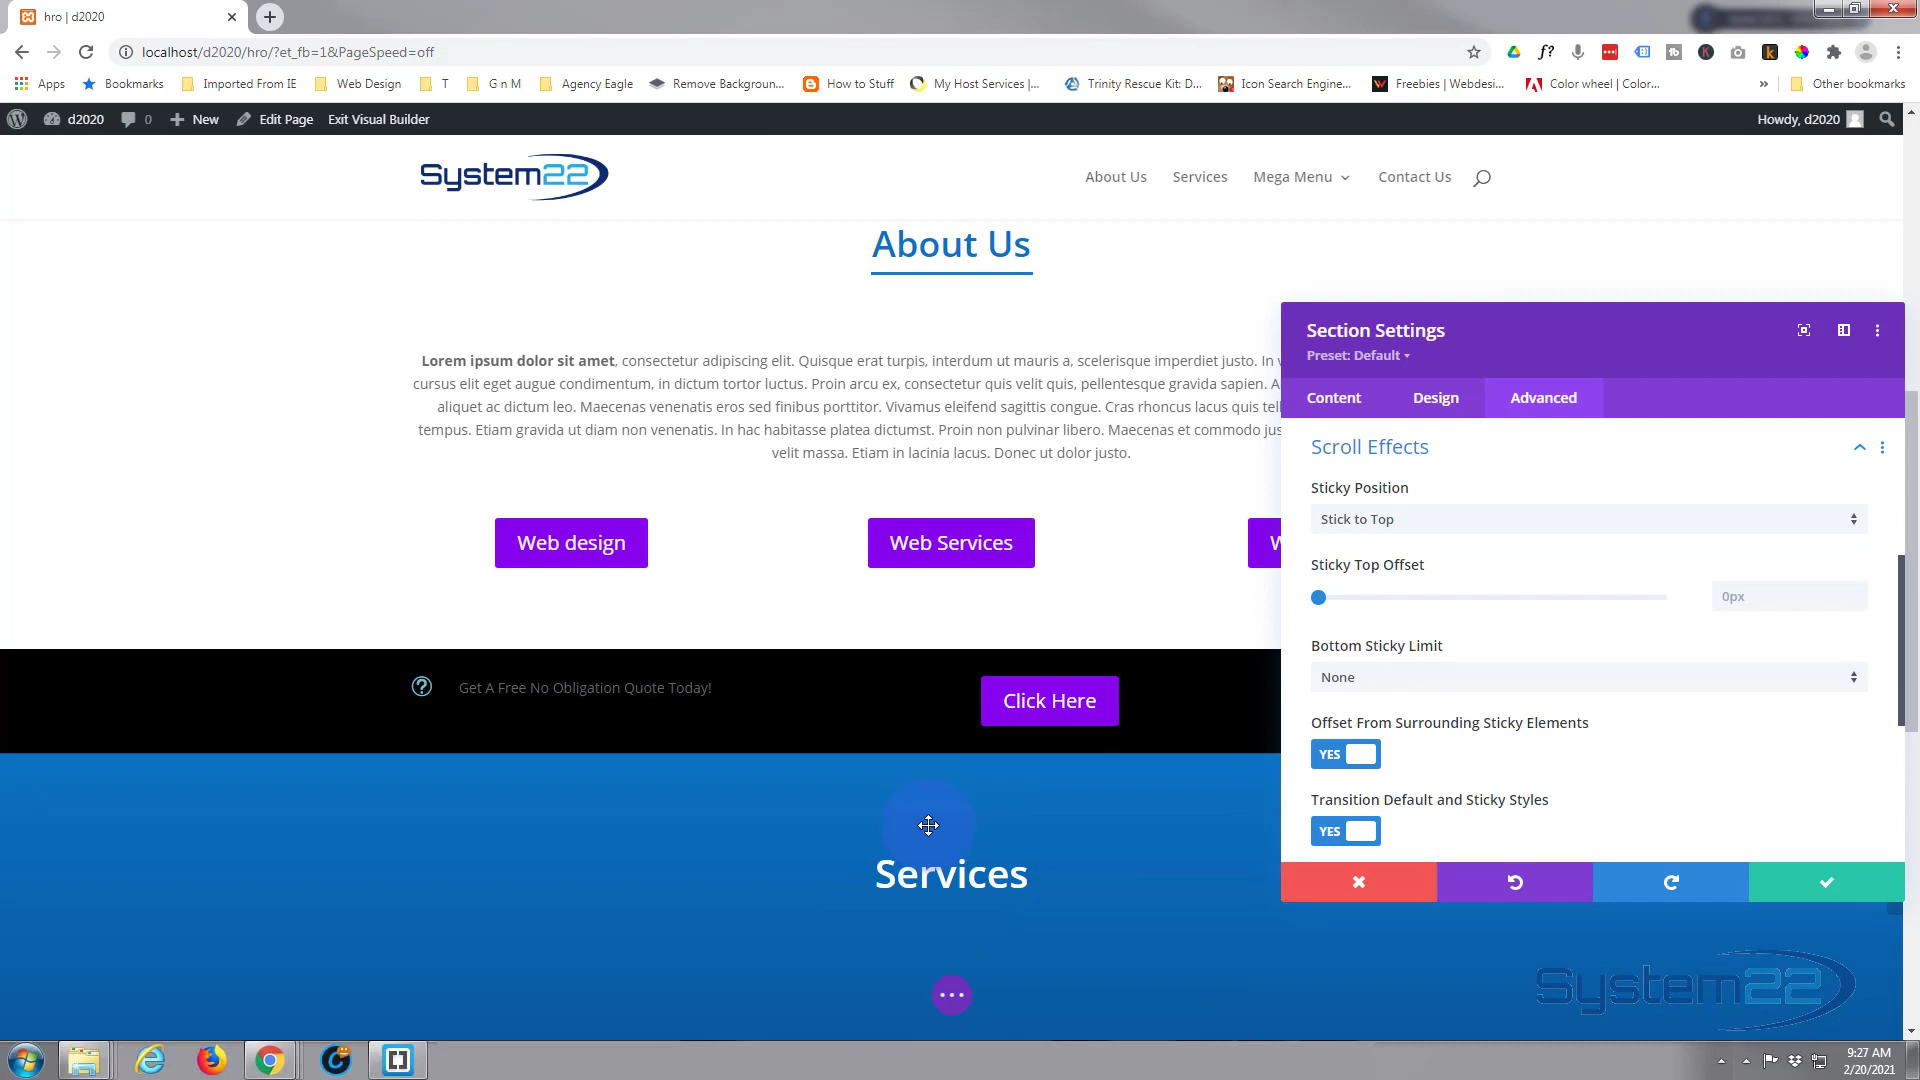 hro | d2020
localhost/d2020/hro/?et_fb=1&PageSpeed=off
Apps Bookmarks Imported From IE Web Design T G n M Agency Eagle Remove Backgroun... How to Stuff My Host Services |... Trinity Rescue Kit: D... Icon Search Engine... Freebies | Webdesi... Color wheel | Color... » Other bookmarks
d2020 0 New Edit Page Exit Visual Builder Howdy, d2020
System22
About Us Services Mega Menu Contact Us
About Us
Lorem ipsum dolor sit amet, consectetur adipiscing elit. Quisque erat turpis, interdum ut mauris a, scelerisque imperdiet justo. In v
cursus elit eget augue condimentum, in dictum tortor luctus. Proin arcu ex, consectetur quis velit quis, pellentesque gravida sapien. A
aliquet ac dictum leo. Maecenas venenatis eros sed finibus porttitor. Vivamus eleifend sagittis congue. Cras rhoncus lacus quis tell
tempus. Etiam gravida ut diam non venenatis. In hac habitasse platea dictumst. Proin non pulvinar libero. Maecenas et commodo jus
velit massa. Etiam in lacinia lacus. Donec ut dolor justo.
Web design Web Services W
Get A Free No Obligation Quote Today! Click Here
Services
Section Settings
Preset: Default
Content Design Advanced
Scroll Effects
Sticky Position
Stick to Top
Sticky Top Offset
0px
Bottom Sticky Limit
None
Offset From Surrounding Sticky Elements
YES
Transition Default and Sticky Styles
YES
System22
9:27 AM
2/20/2021